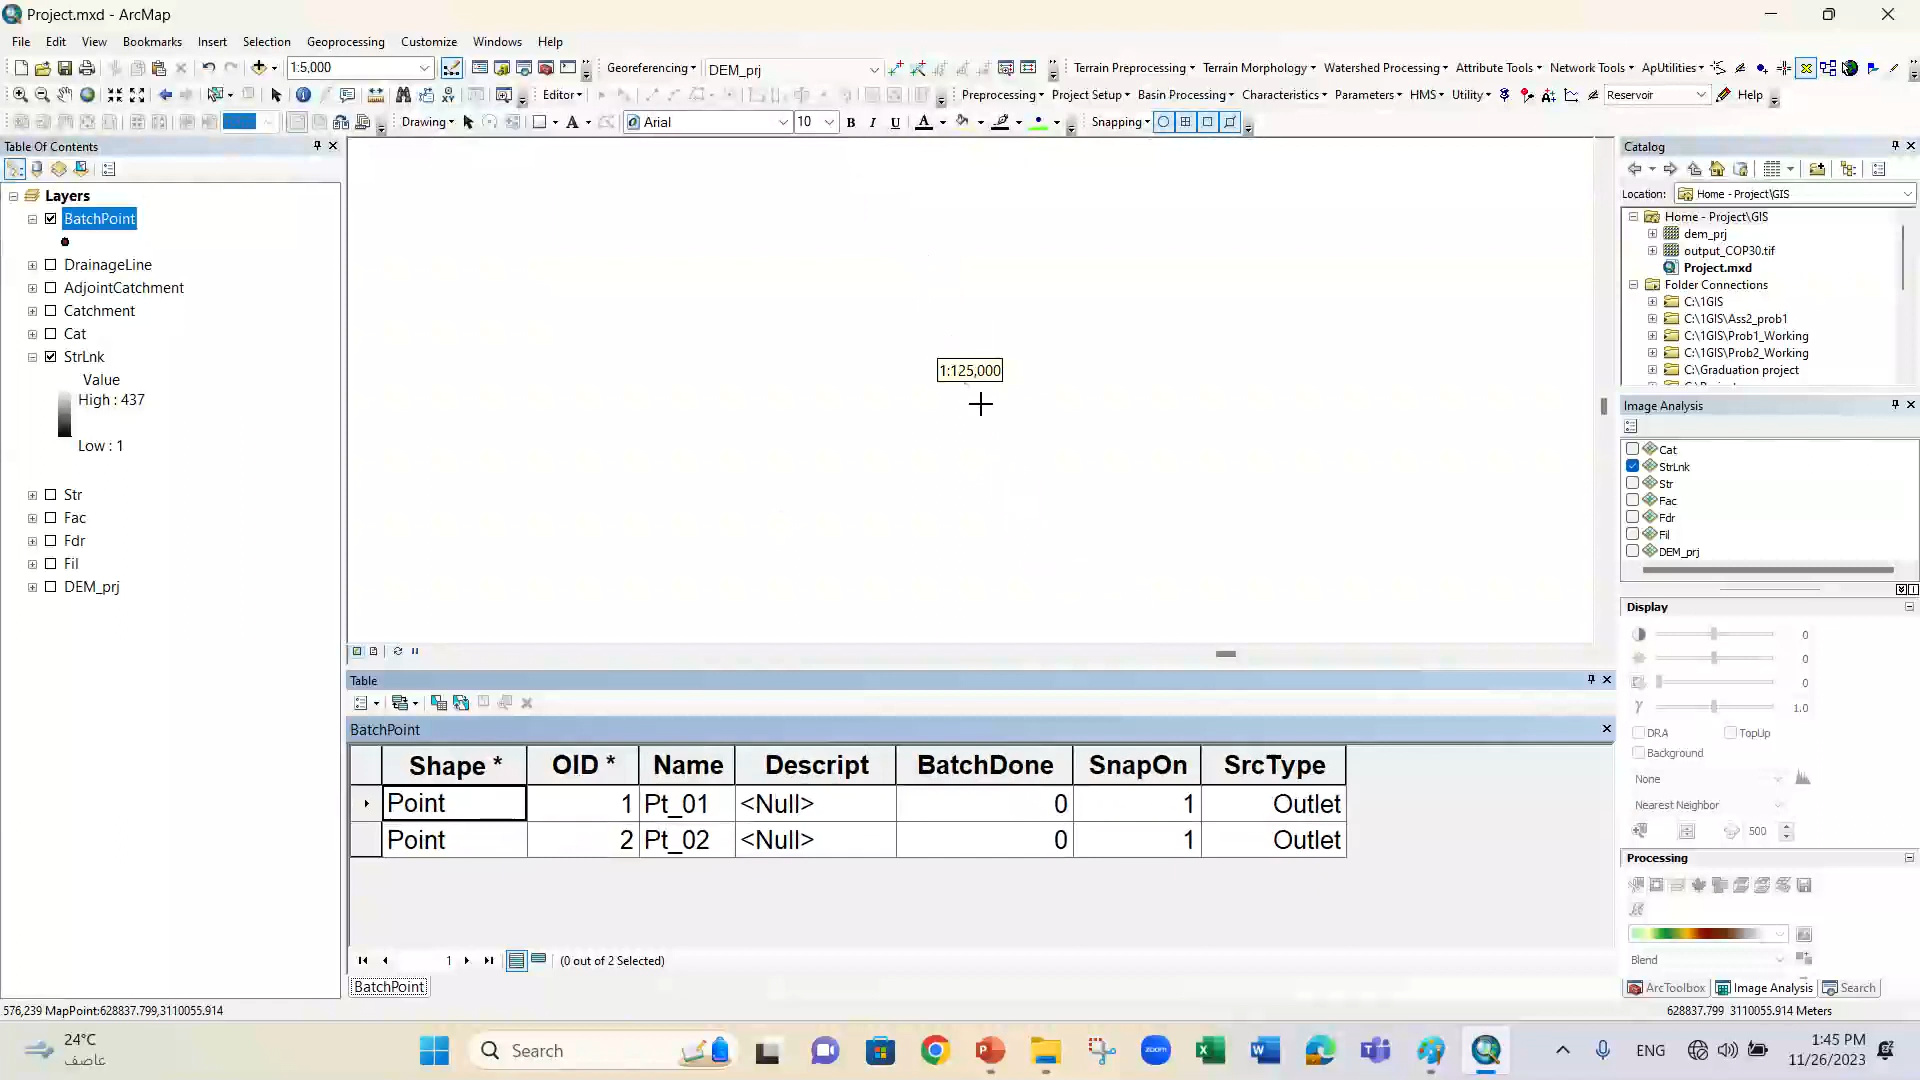 Project.mxd - ArcMap
File Edit View Bookmarks Insert Selection Geoprocessing Customize Windows Help
1:5,000 Georeferencing DEM_prj Terrain Preprocessing Terrain Morphology Watershed Processing Attribute Tools Network Tools ApUtilities
Editor Preprocessing Project Setup Basin Processing Characteristics Parameters HMS Utility Reservoir Help
Drawing Arial 10 B I U A Snapping
Table Of Contents
Layers
BatchPoint
DrainageLine
AdjointCatchment
Catchment
Cat
StrLnk
Value
High : 437
Low : 1
Str
Fac
Fdr
Fil
DEM_prj
1:125,000
Table
BatchPoint
Shape * OID * Name Descript BatchDone SnapOn SrcType
Point 1 Pt_01 <Null> 0 1 Outlet
Point 2 Pt_02 <Null> 0 1 Outlet
1 (0 out of 2 Selected)
BatchPoint
Catalog
Location: Home - Project\GIS
Home - Project\GIS
dem_prj
output_COP30.tif
Project.mxd
Folder Connections
C:\1GIS
C:\1GIS\Ass2_prob1
C:\1GIS\Prob1_Working
C:\1GIS\Prob2_Working
C:\Graduation project
Image Analysis
Cat
StrLnk
Str
Fac
Fdr
Fil
DEM_prj
Display
0
0
0
γ 1.0
DRA TopUp
Background
None
Nearest Neighbor
500
Processing
Blend
ArcToolbox Image Analysis Search
576,239 MapPoint:628837.799,3110055.914
628837.799 3110055.914 Meters
24°C
عاصف
Search
zoom
ENG
1:45 PM
11/26/2023